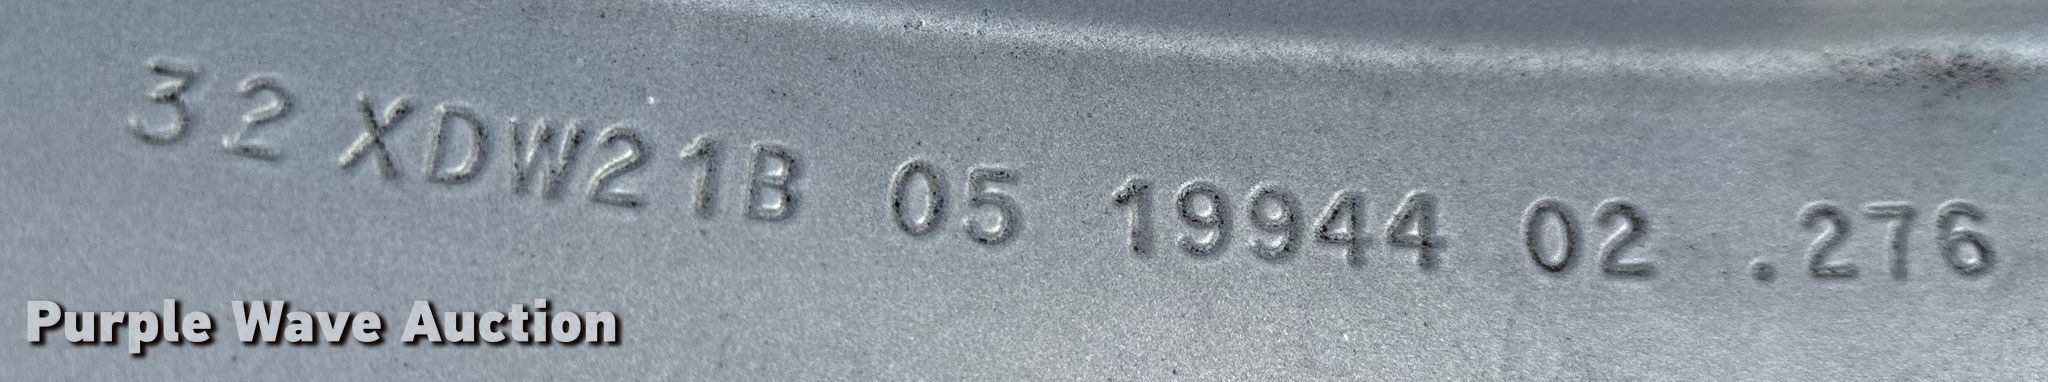 32 XDW21B 05 19944 02 .276
Purple Wave Auction